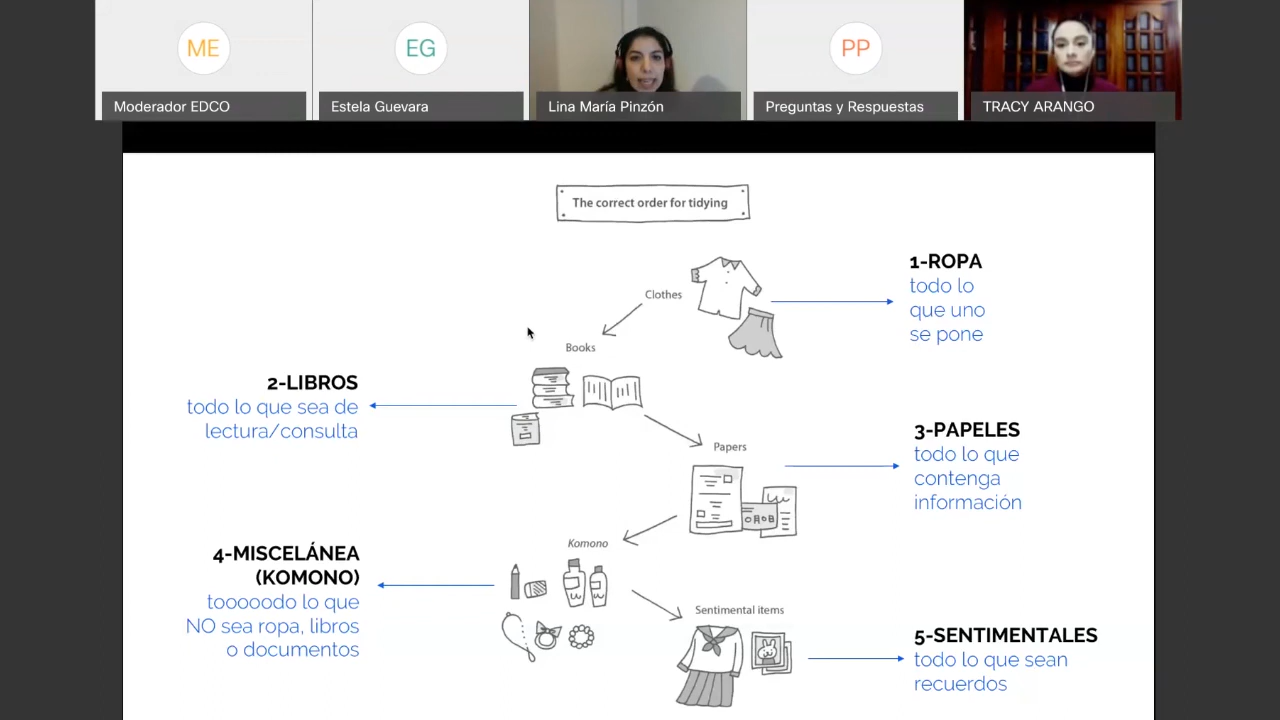 ME
EG
PP
Moderador EDCO
Estela Guevara
Lina María Pinzón
Preguntas y Respuestas
TRACY ARANGO
The correct order for tidying
Clothes
1-ROPA
todo lo
que uno
se pone
Books
2-LIBROS
todo lo que sea de
lectura/consulta
Papers
3-PAPELES
todo lo que
contenga
información
Komono
4-MISCELÁNEA
(KOMONO)
tooooodo lo que
NO sea ropa, libros
o documentos
Sentimental items
5-SENTIMENTALES
todo lo que sean
recuerdos